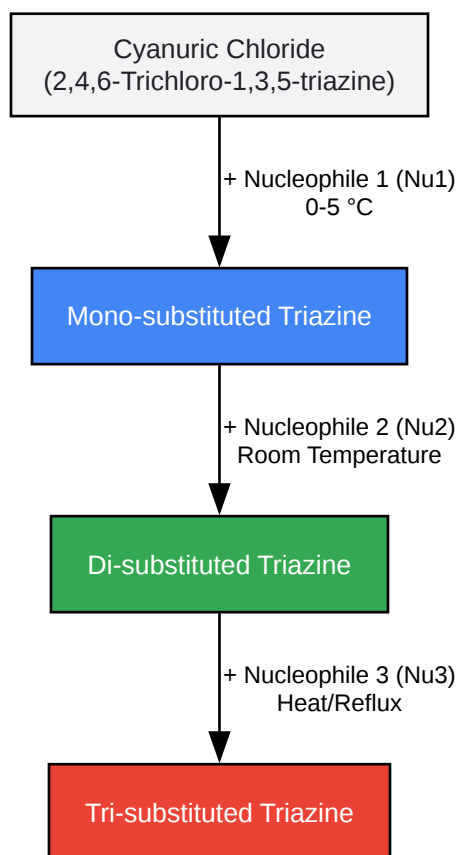 Cyanuric Chloride
(2,4,6-Trichloro-1,3,5-triazine)
+ Nucleophile 1 (Nu1)
0-5 °C
Mono-substituted Triazine
+ Nucleophile 2 (Nu2)
Room Temperature
Di-substituted Triazine
+ Nucleophile 3 (Nu3)
Heat/Reflux
Tri-substituted Triazine